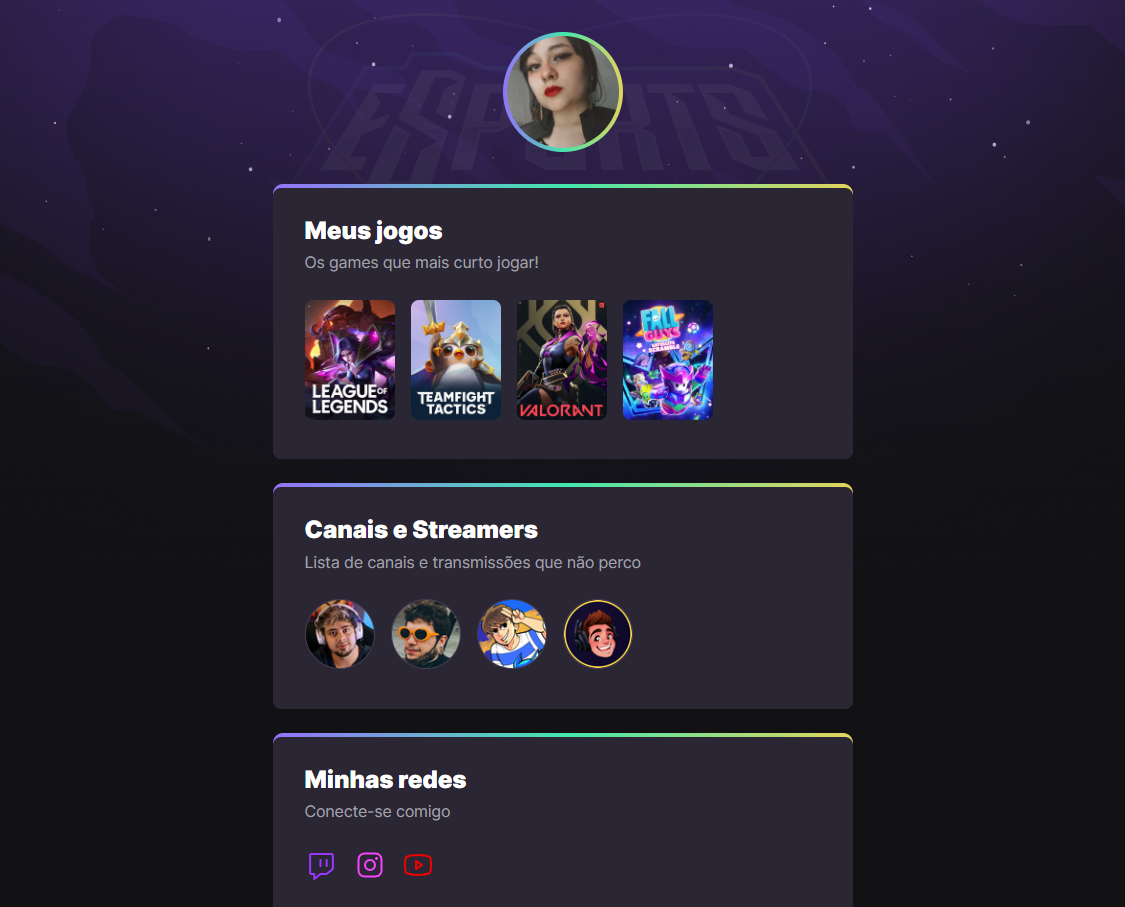 ESPORTS
Meus jogos
Os games que mais curto jogar!
LEAGUE OF
LEGENDS
TEAMFIGHT
TACTICS
VALORANT
FALL
GUYS
SCRAMBLE
Canais e Streamers
Lista de canais e transmissões que não perco
Minhas redes
Conecte-se comigo